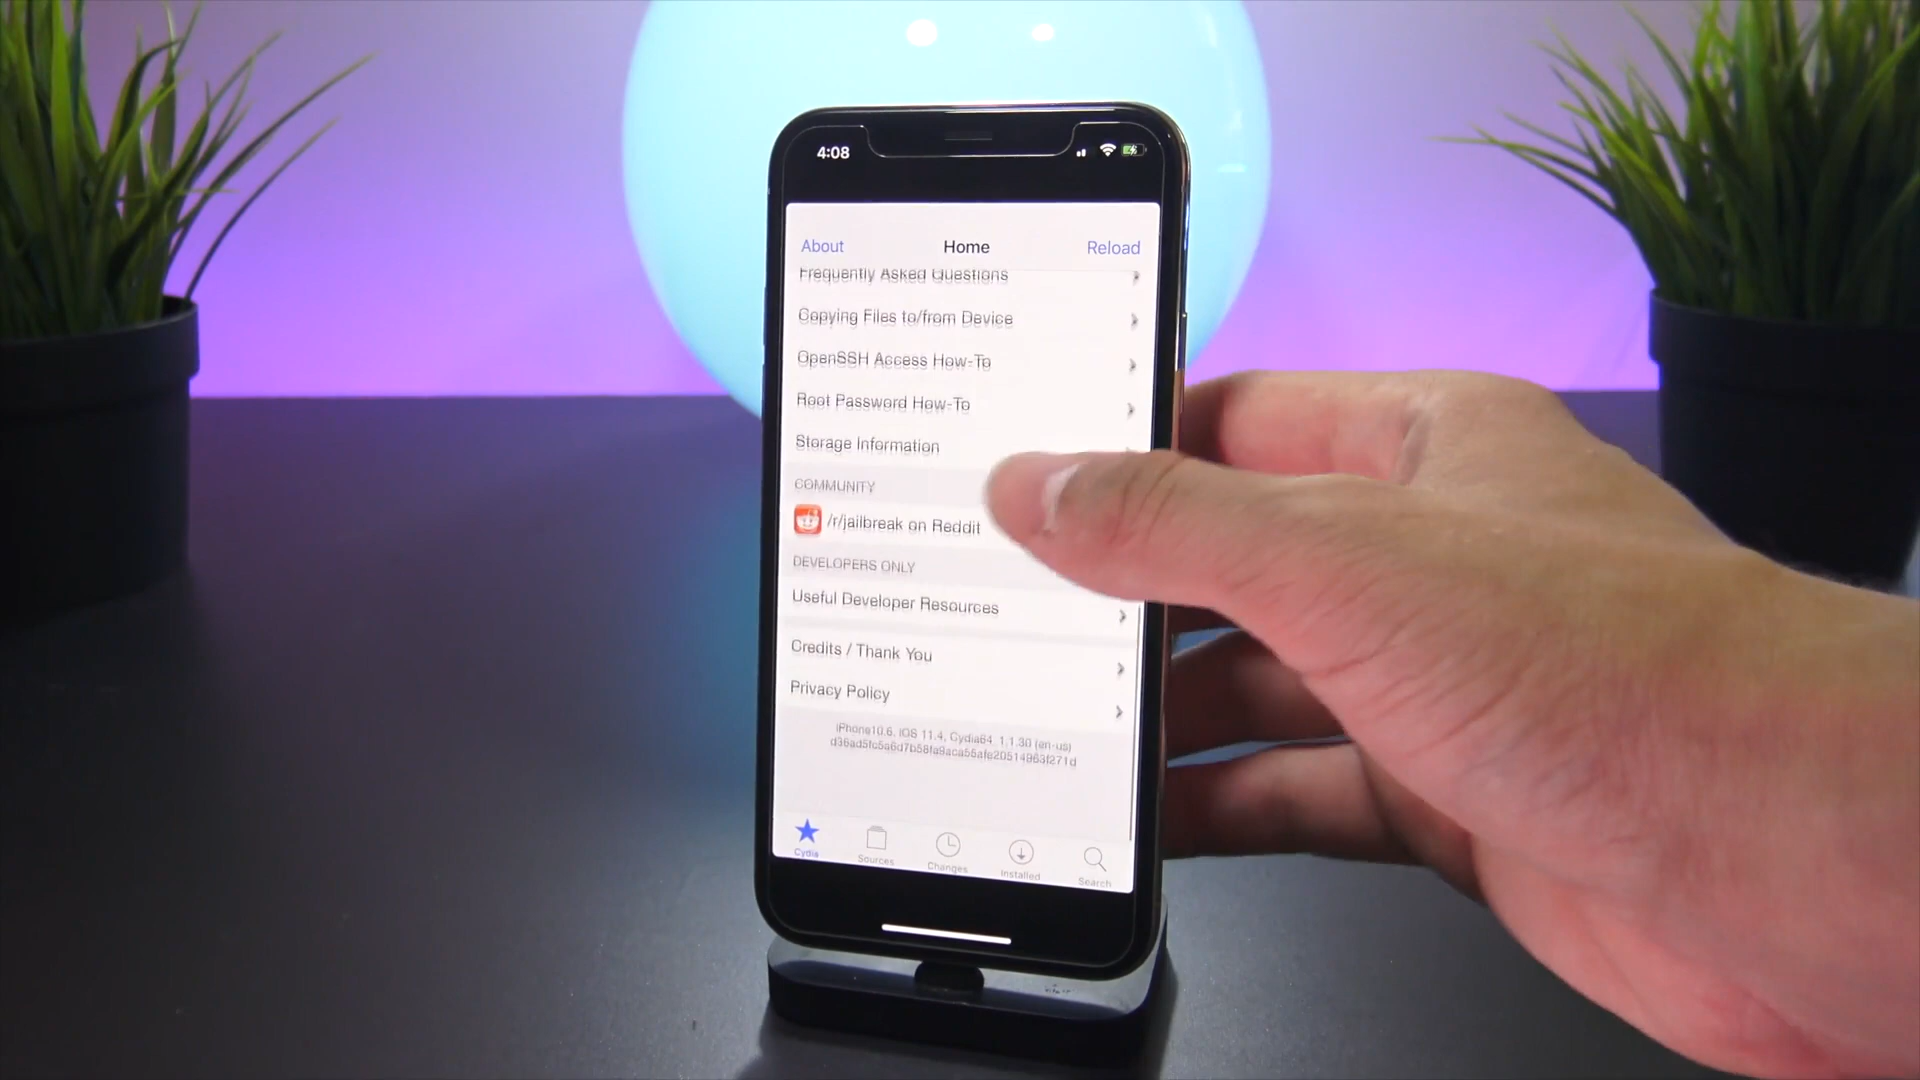 4:08
About Home Reload
Frequently Asked Questions
Copying Files to/from Device
OpenSSH Access How-To
Root Password How-To
Storage Information
COMMUNITY
/r/jailbreak on Reddit
DEVELOPERS ONLY
Useful Developer Resources
Credits / Thank You
Privacy Policy
iPhone10,6, iOS 11.4, Cydia64_1.1.30 (en-us)
Cydia Sources Changes Installed Search